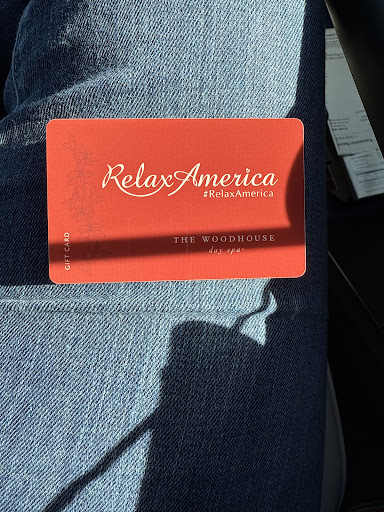 RelaxAmerica
#RelaxAmerica
THE WOODHOUSE
day spa
GIFT CARD